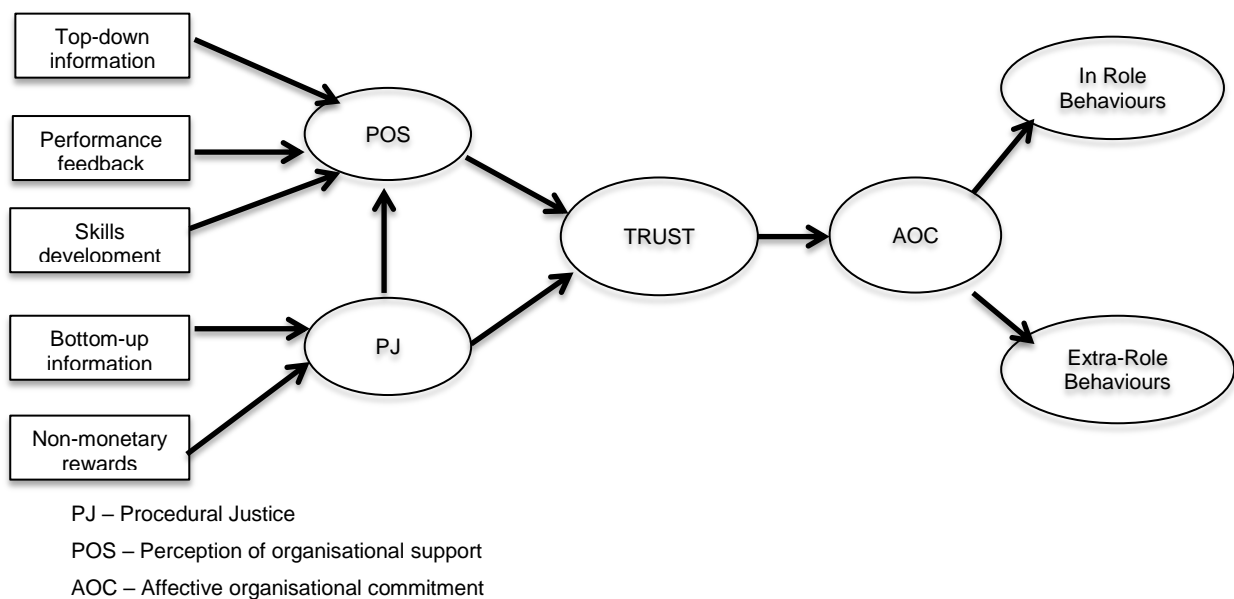 Top-down
information
Performance
feedback
Skills
development
Bottom-up
information
Non-monetary
rewards
POS
PJ
TRUST
AOC
In Role
Behaviours
Extra-Role
Behaviours
PJ – Procedural Justice
POS – Perception of organisational support
AOC – Affective organisational commitment